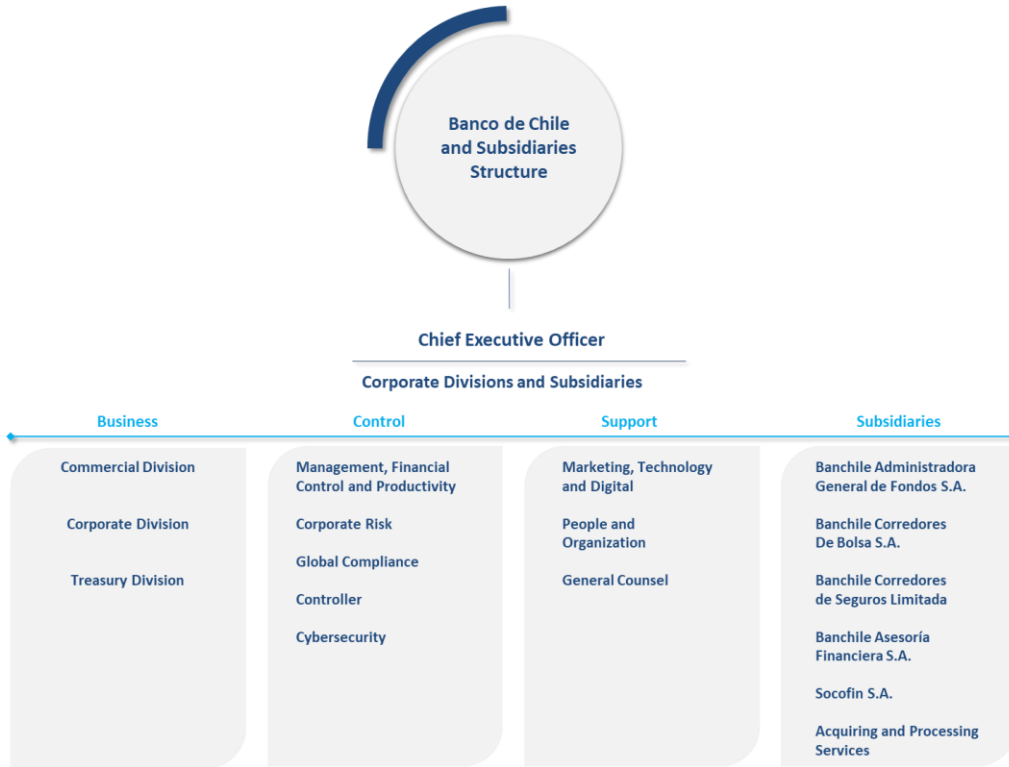 Banco de Chile
and Subsidiaries
Structure
Chief Executive Officer
Corporate Divisions and Subsidiaries
Business
Commercial Division
Corporate Division
Treasury Division
Control
Management, Financial
Control and Productivity
Corporate Risk
Global Compliance
Controller
Cybersecurity
Support
Marketing, Technology
and Digital
People and
Organization
General Counsel
Subsidiaries
Banchile Administradora
General de Fondos S.A.
Banchile Corredores
De Bolsa S.A.
Banchile Corredores
de Seguros Limitada
Banchile Asesoría
Financiera S.A.
Socofin S.A.
Acquiring and Processing
Services